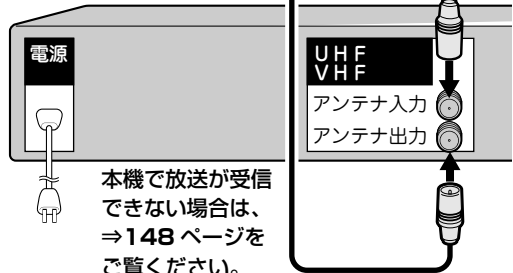 電源
UHF
VHF
アンテナ入力
アンテナ出力
本機で放送が受信
できない場合は、
⇒148 ページを
ご覧ください。